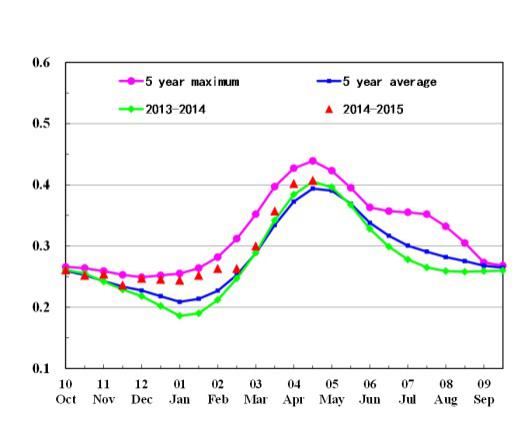 0.6
5 year maximum 5 year average
2013-2014 2014-2015
0.5
0.4
0.3
0.2
0.1
10 11 12 01 02 03 04 05 06 07 08 09
Oct Nov Dec Jan Feb Mar Apr May Jun Jul Aug Sep